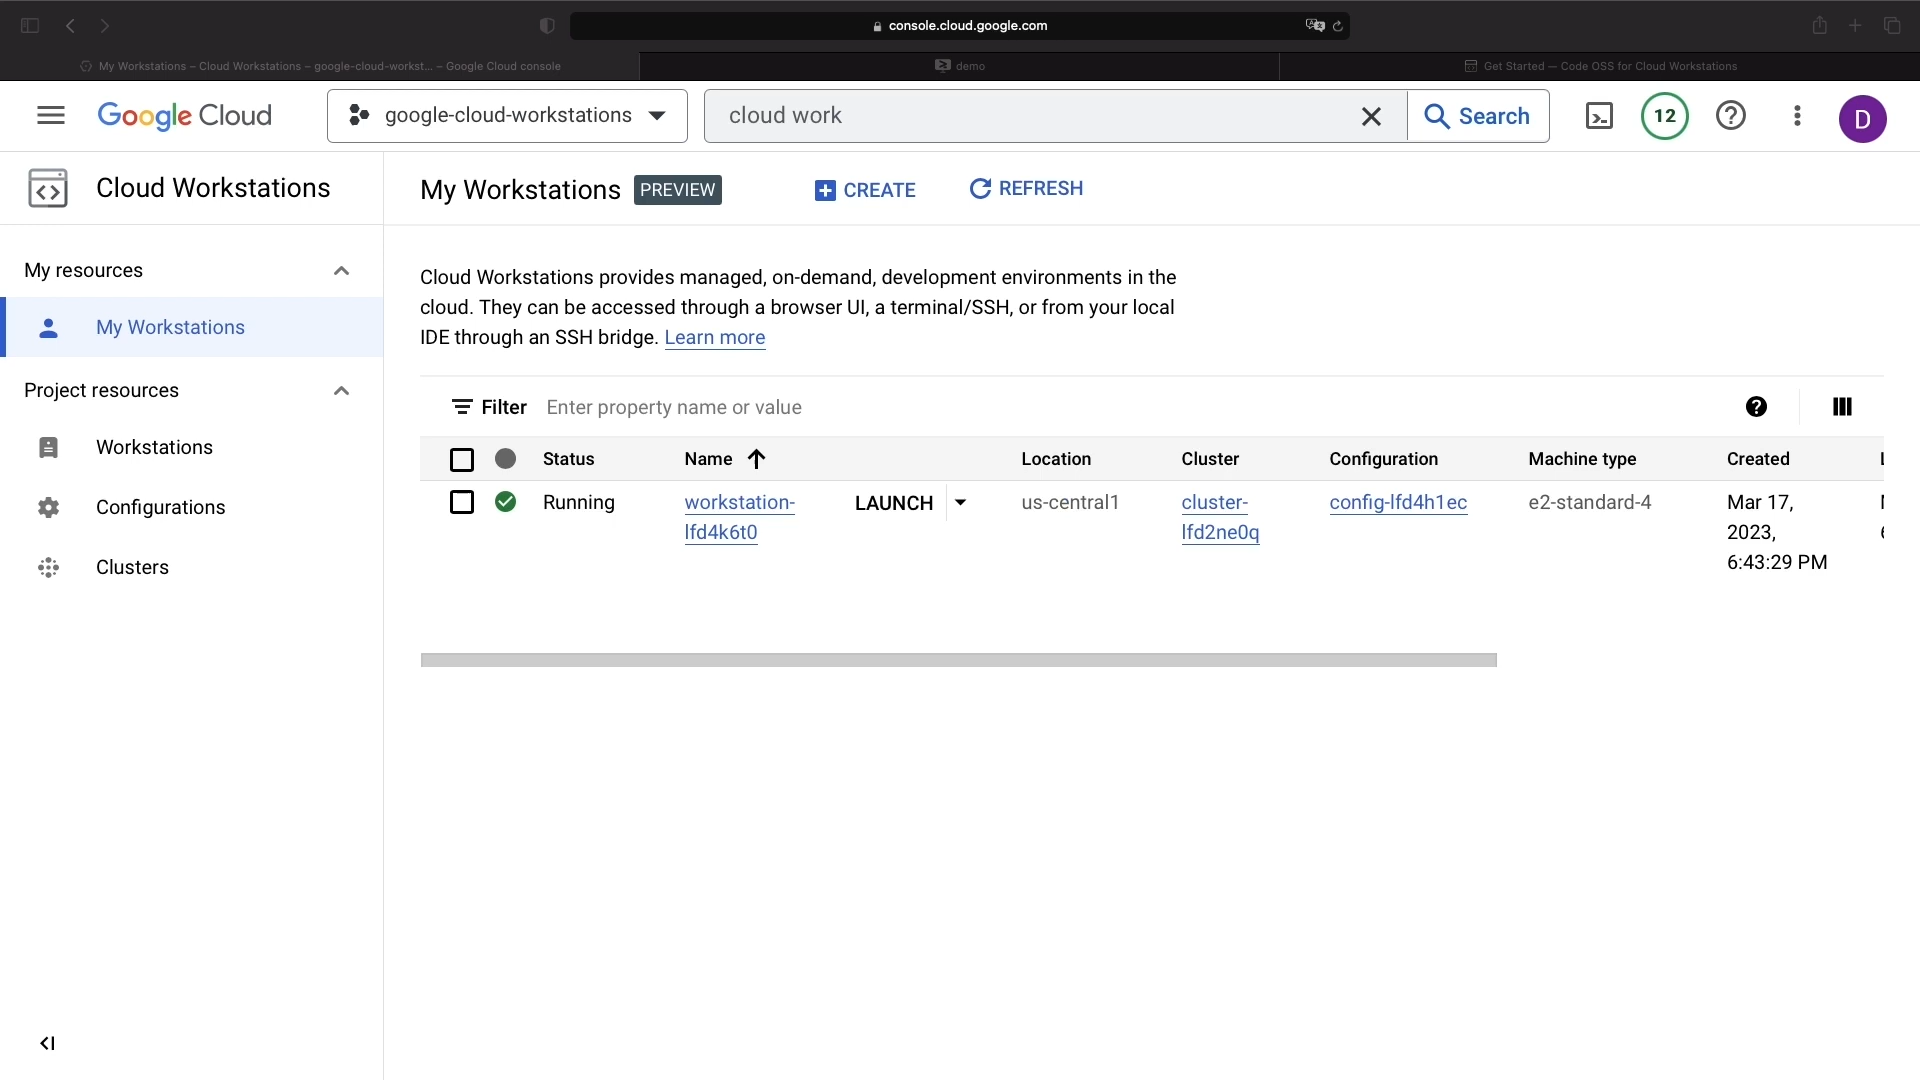 console.cloud.google.com
My Workstations – Cloud Workstations – google-cloud-workst... – Google Cloud console
demo
Get Started — Code OSS for Cloud Workstations
Google Cloud
google-cloud-workstations
cloud work
Search
12
D
Cloud Workstations
My Workstations PREVIEW
CREATE
REFRESH
My resources
My Workstations
Project resources
Workstations
Configurations
Clusters
Cloud Workstations provides managed, on-demand, development environments in the
cloud. They can be accessed through a browser UI, a terminal/SSH, or from your local
IDE through an SSH bridge. Learn more
Filter Enter property name or value
Status Name Location Cluster Configuration Machine type Created
Running workstation- LAUNCH us-central1 cluster- config-lfd4h1ec e2-standard-4 Mar 17,
lfd4k6t0 lfd2ne0q 2023,
6:43:29 PM